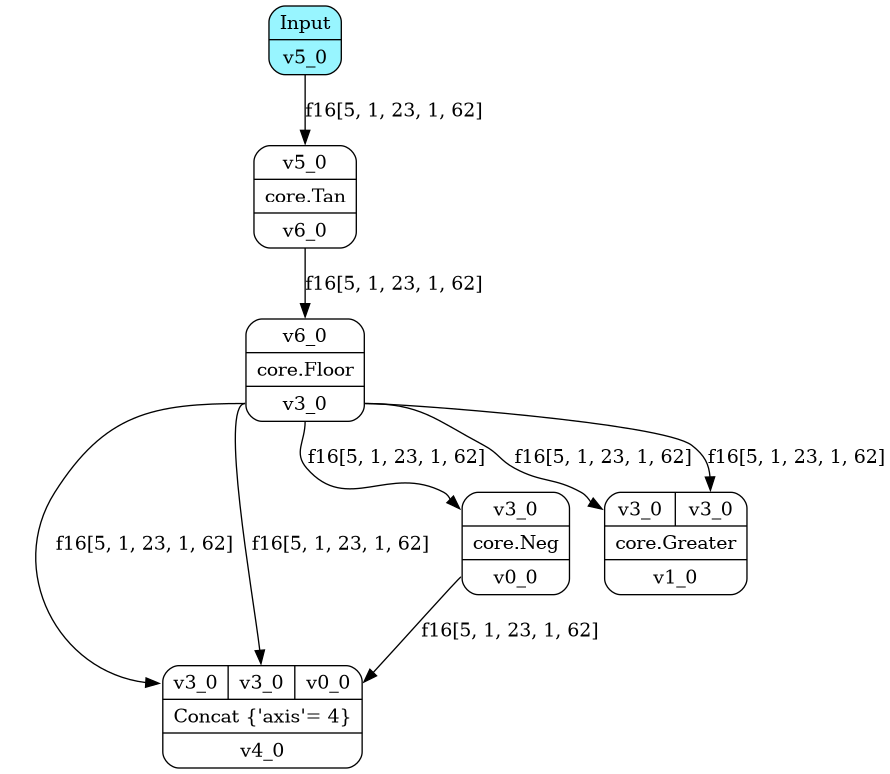 Input
v5_0
f16[5, 1, 23, 1, 62]
v5_0
core.Tan
v6_0
f16[5, 1, 23, 1, 62]
v6_0
core.Floor
v3_0
f16[5, 1, 23, 1, 62] f16[5, 1, 23, 1, 62] f16[5, 1, 23, 1, 62]
v3_0 v3_0 v3_0
f16[5, 1, 23, 1, 62] f16[5, 1, 23, 1, 62] core.Neg core.Greater
v0_0 v1_0
f16[5, 1, 23, 1, 62]
v3_0 v3_0 v0_0
Concat {'axis'= 4}
v4_0